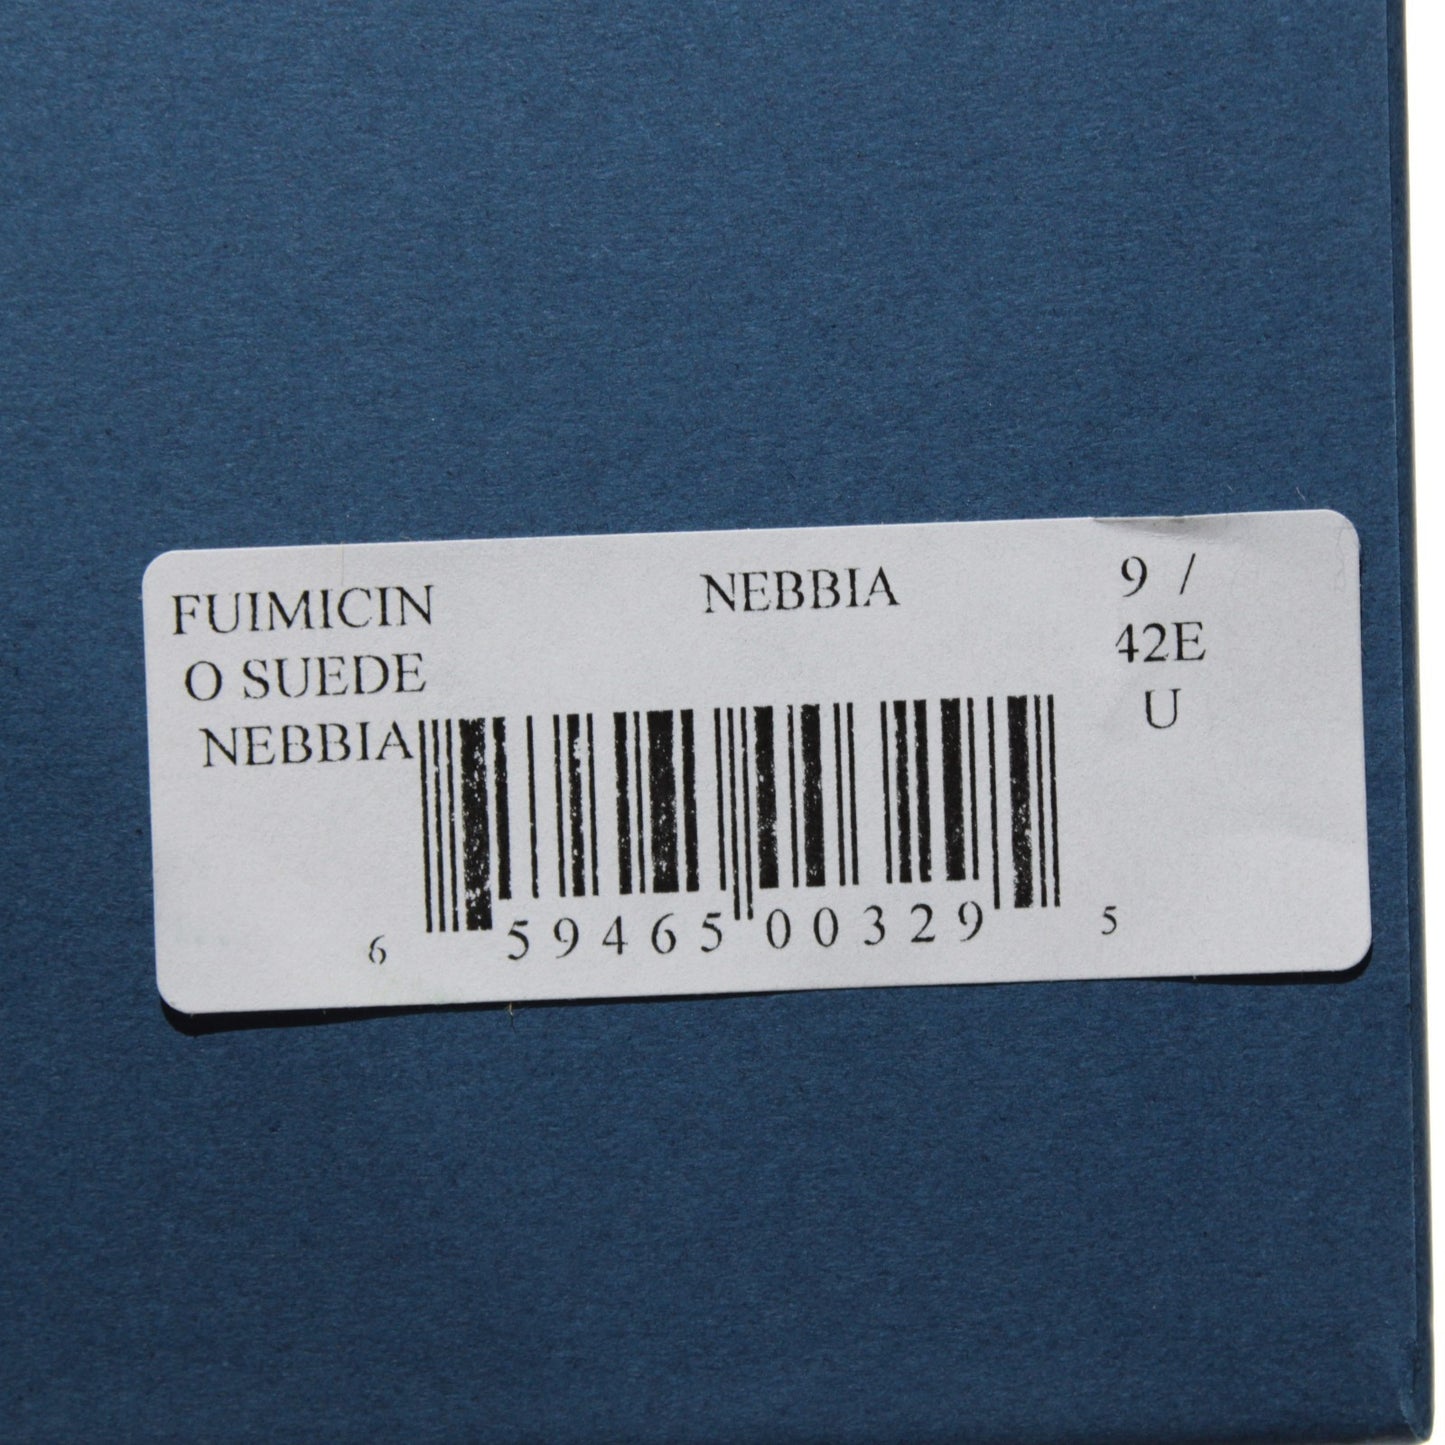 FUIMICIN
O SUEDE
NEBBIA
NEBBIA
9 /
42E
U
6 59465 00329 5